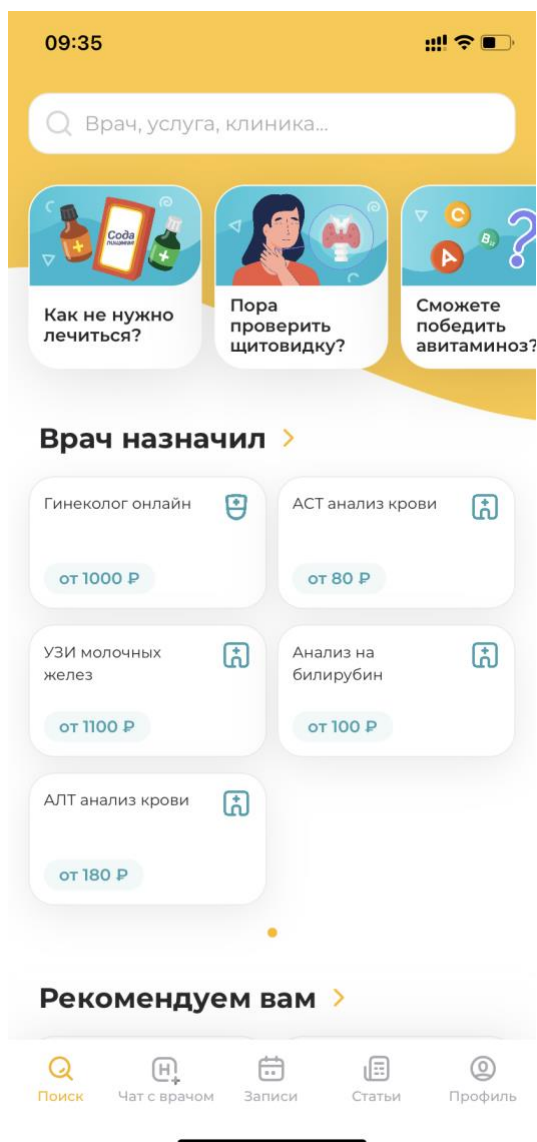 09:35
Врач, услуга, клиника...
Сода
пищевая
C
B₁₂
A
Как не нужно
лечиться?
Пора
проверить
щитовидку?
Сможете
победить
авитаминоз?
Врач назначил
Гинеколог онлайн
от 1000 ₽
АСТ анализ крови
от 80 ₽
УЗИ молочных
желез
от 1100 ₽
Анализ на
билирубин
от 100 ₽
АЛТ анализ крови
от 180 ₽
Рекомендуем вам
Поиск
Чат с врачом
Записи
Статьи
Профиль